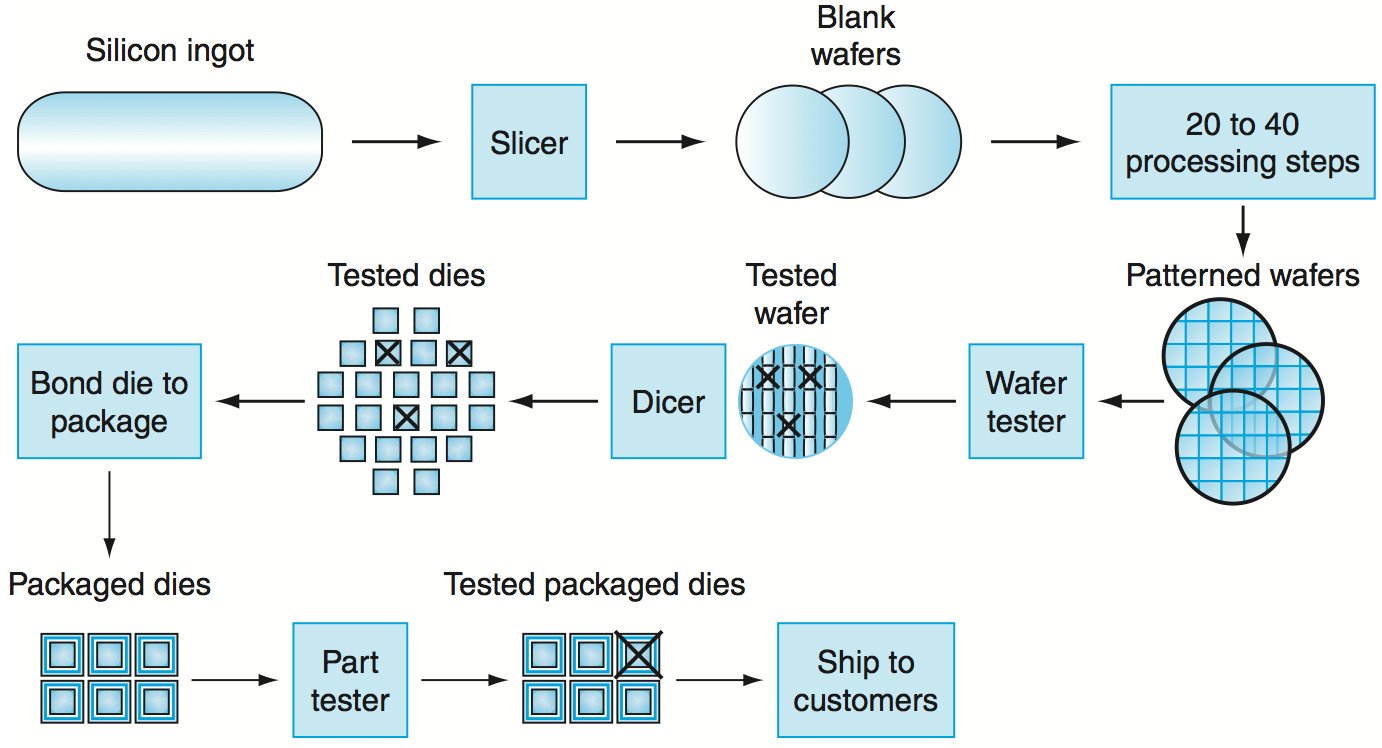 Silicon ingot
Slicer
Blank
wafers
20 to 40
processing steps
Patterned wafers
Wafer
tester
Tested
wafer
Dicer
Tested dies
Bond die to
package
Packaged dies
Part
tester
Tested packaged dies
Ship to
customers